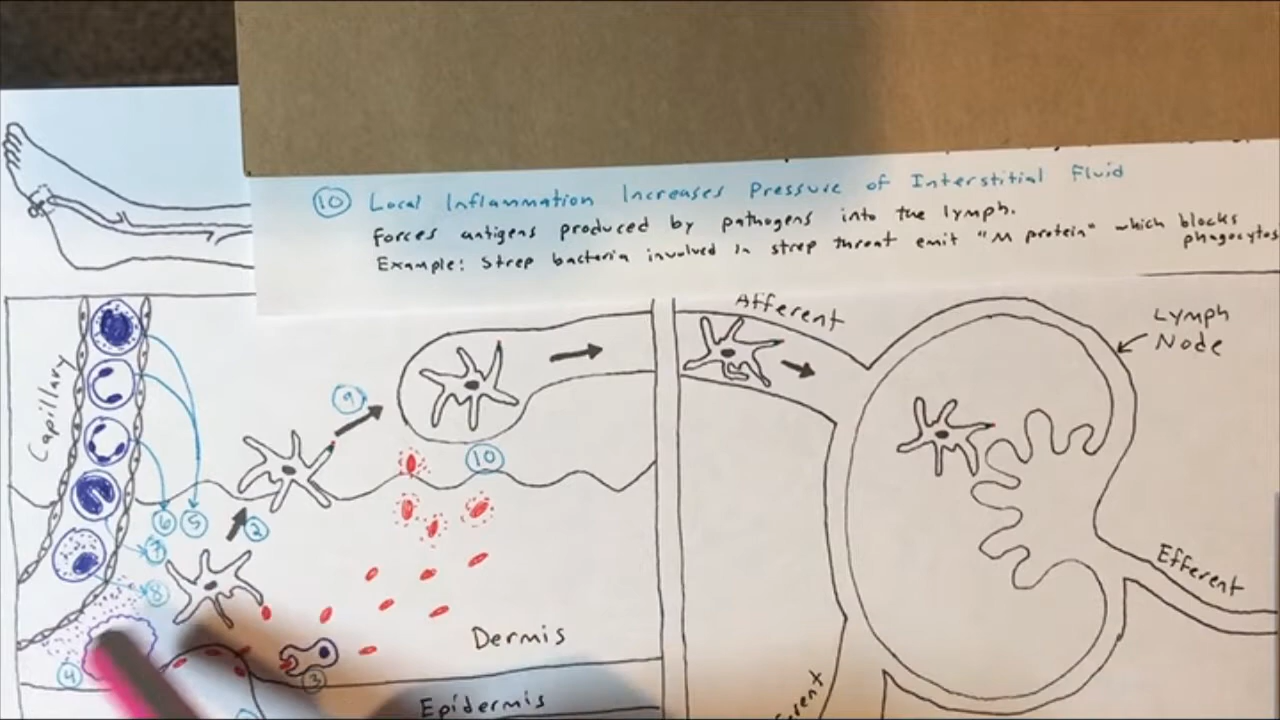 10 Local Inflammation Increases Pressure of Interstitial Fluid
Forces antigens produced by pathogens into the lymph.
Example: Strep bacteria involved in strep throat emit "M protein" which blocks
phagocytos
Afferent
Lymph
Node
Capillary
9
10
6
5
2
7
8
Efferent
Dermis
4
3
Epidermis